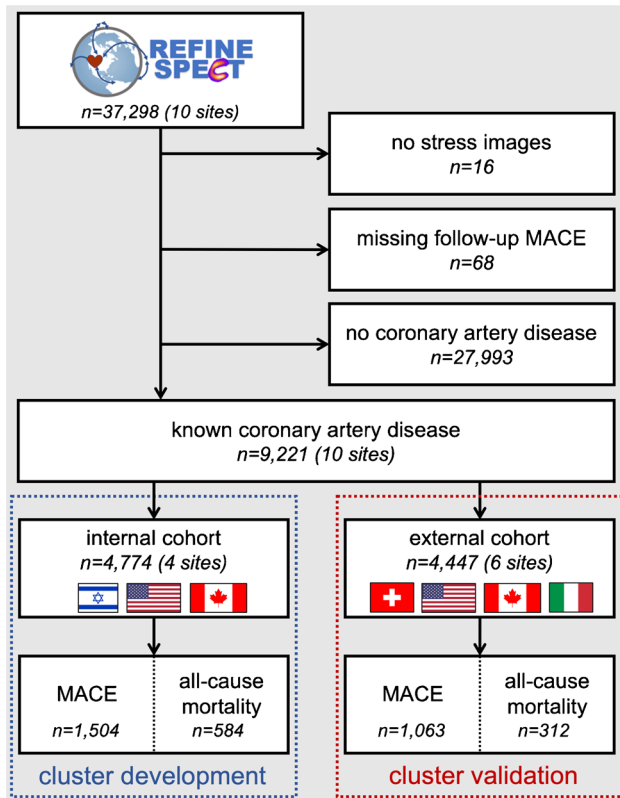 REFINE
SPECT
n=37,298 (10 sites)
no stress images
n=16
missing follow-up MACE
n=68
no coronary artery disease
n=27,993
known coronary artery disease
n=9,221 (10 sites)
internal cohort
n=4,774 (4 sites)
MACE
n=1,504
all-cause
mortality
n=584
cluster development
external cohort
n=4,447 (6 sites)
MACE
n=1,063
all-cause
mortality
n=312
cluster validation